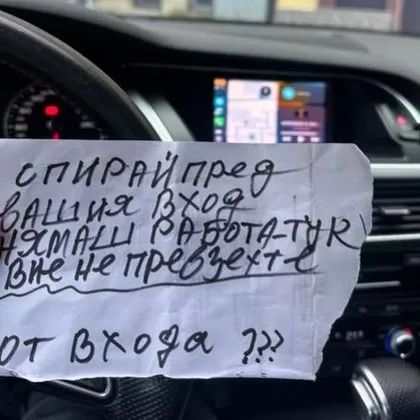 СПИРАЙ пред
ВАШИЯ ВХОД
НЯМАШ РАБОТА-ТУК
ВИЕ НЕ ПРЕВЗЕХТЕ
ОТ ВХОДА ???